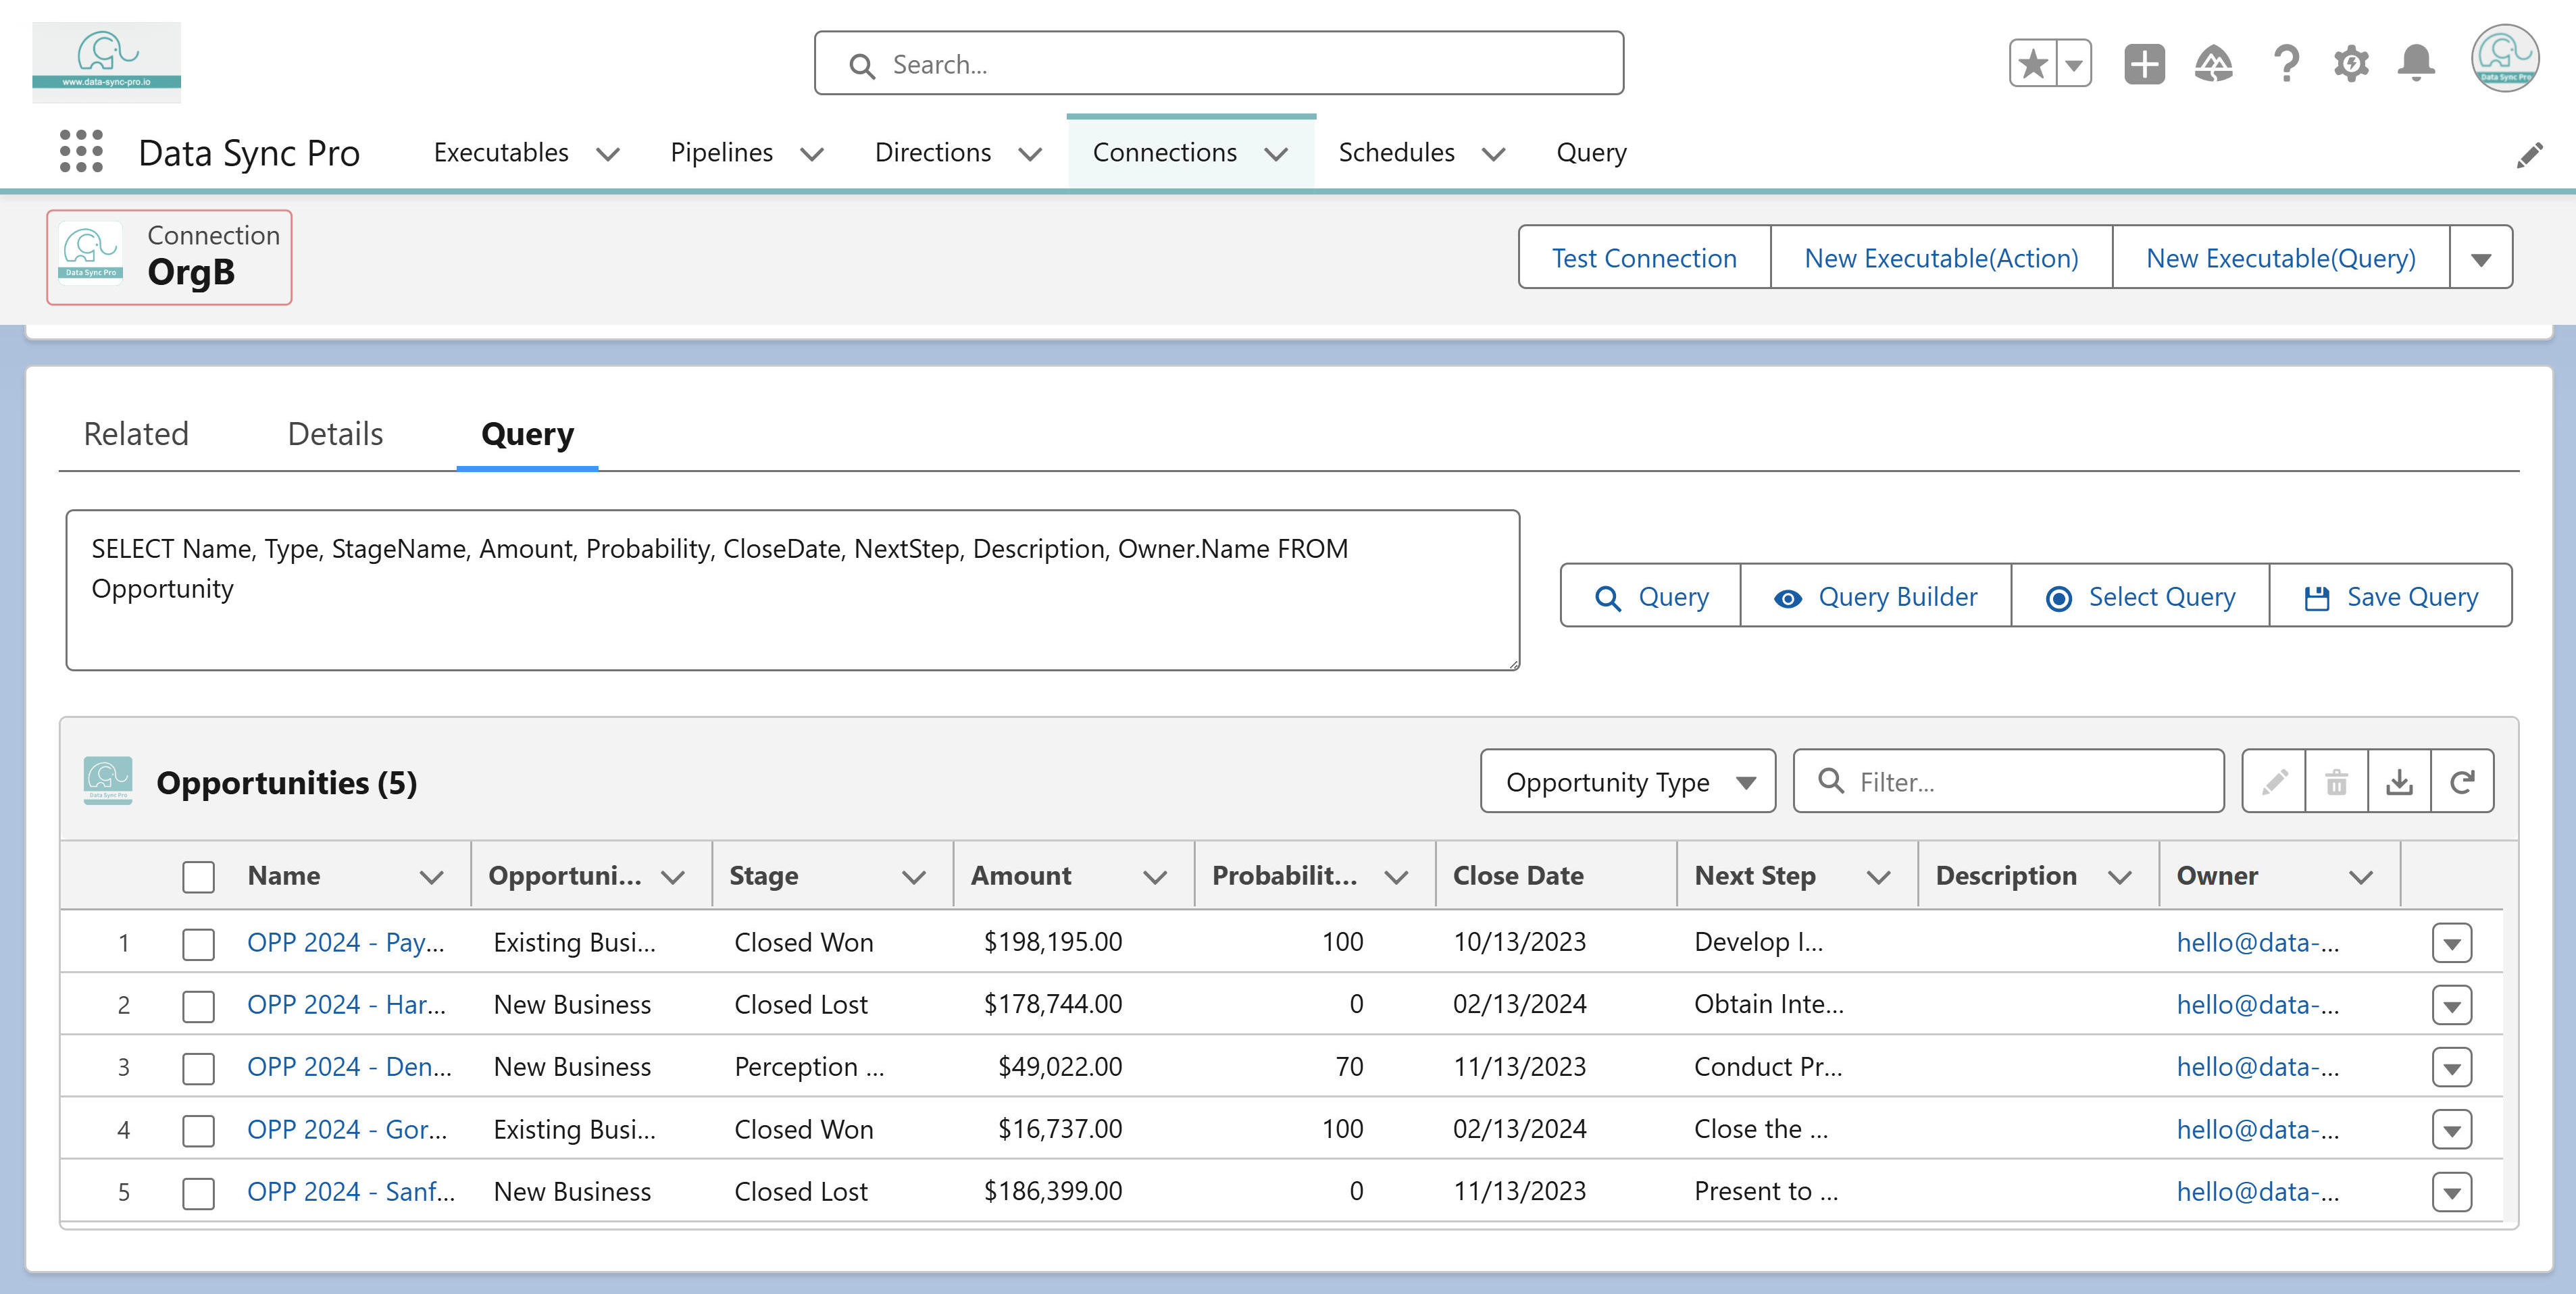 www.data-sync-pro.io
Search...
Data Sync Pro
Data Sync Pro
Executables
Pipelines
Directions
Connections
Schedules
Query
Data Sync Pro
Connection
OrgB
Test Connection
New Executable(Action)
New Executable(Query)
Related
Details
Query
SELECT Name, Type, StageName, Amount, Probability, CloseDate, NextStep, Description, Owner.Name FROM
Opportunity
Query
Query Builder
Select Query
Save Query
Data Sync Pro
Opportunities (5)
Opportunity Type
Filter...
Name Opportuni... Stage Amount Probabilit... Close Date Next Step Description Owner
1 OPP 2024 - Pay... Existing Busi... Closed Won $198,195.00 100 10/13/2023 Develop I... hello@data-...
2 OPP 2024 - Har... New Business Closed Lost $178,744.00 0 02/13/2024 Obtain Inte... hello@data-...
3 OPP 2024 - Den... New Business Perception ... $49,022.00 70 11/13/2023 Conduct Pr... hello@data-...
4 OPP 2024 - Gor... Existing Busi... Closed Won $16,737.00 100 02/13/2024 Close the ... hello@data-...
5 OPP 2024 - Sanf... New Business Closed Lost $186,399.00 0 11/13/2023 Present to ... hello@data-...